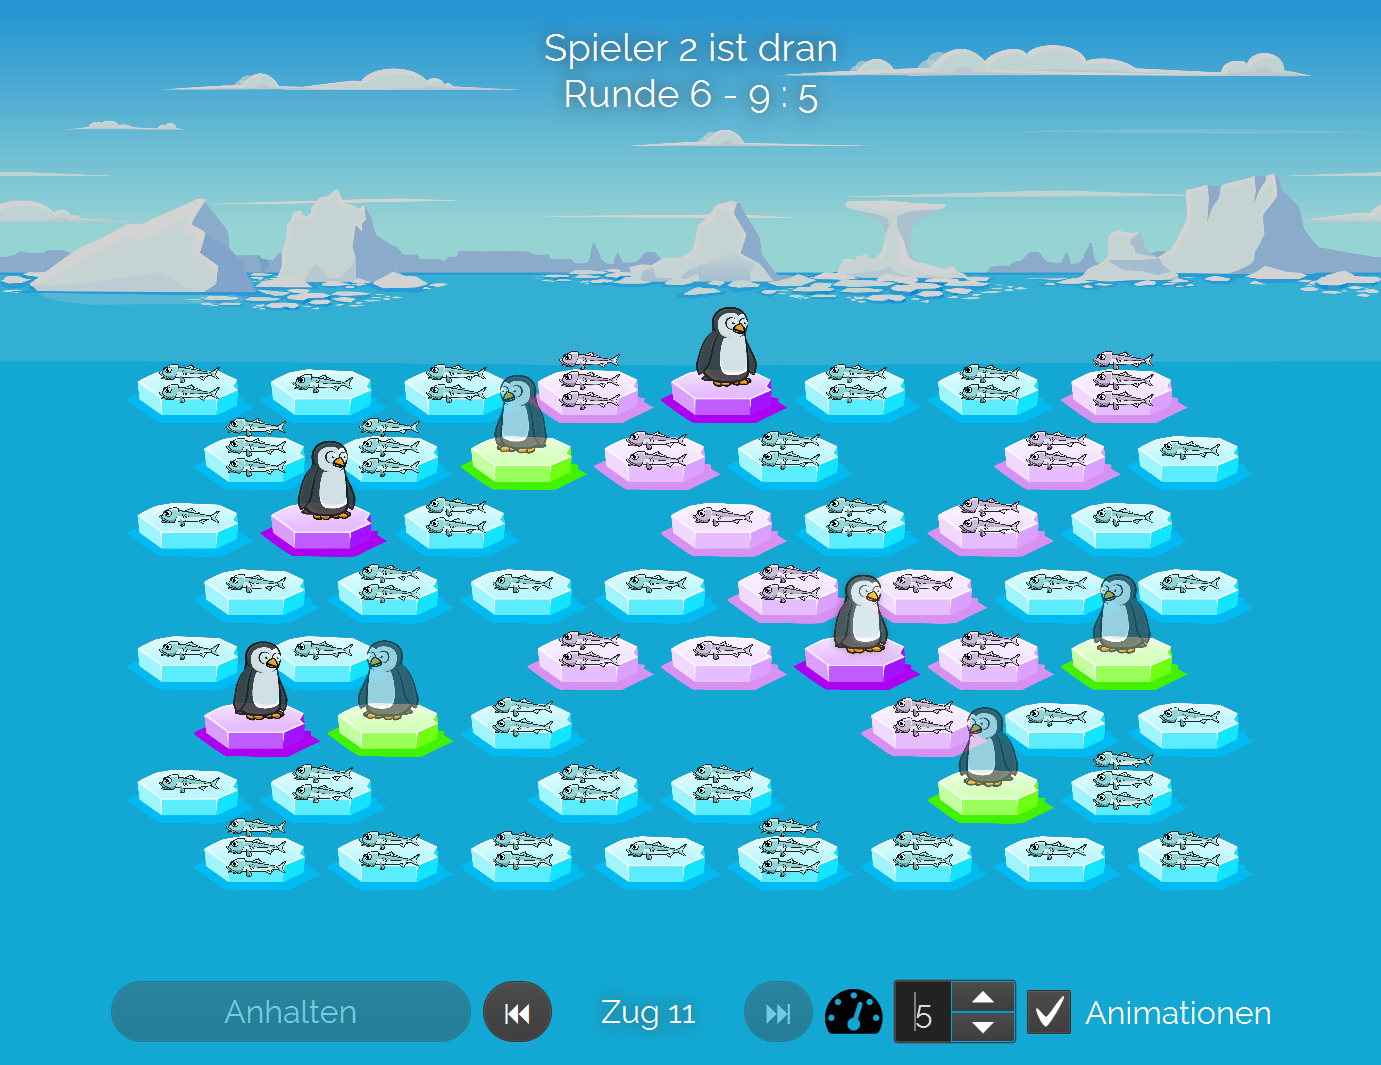 Spieler 2 ist dran
Runde 6 - 9 : 5
Anhalten
Zug 11
5
Animationen